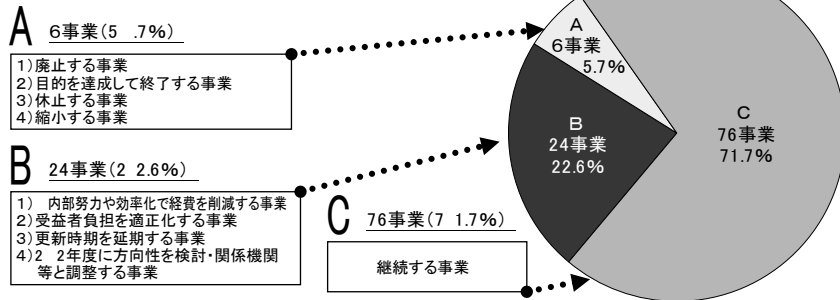 A 6事業(5 .7%)
1)廃止する事業
2)目的を達成して終了する事業
3)休止する事業
4)縮小する事業
B 24事業(2 2.6%)
1) 内部努力や効率化で経費を削減する事業
2)受益者負担を適正化する事業
3)更新時期を延期する事業
4)2 2年度に方向性を検討・関係機関
等と調整する事業
C 76事業(7 1.7%)
継続する事業
A
6事業
5.7%
B
24事業
22.6%
C
76事業
71.7%